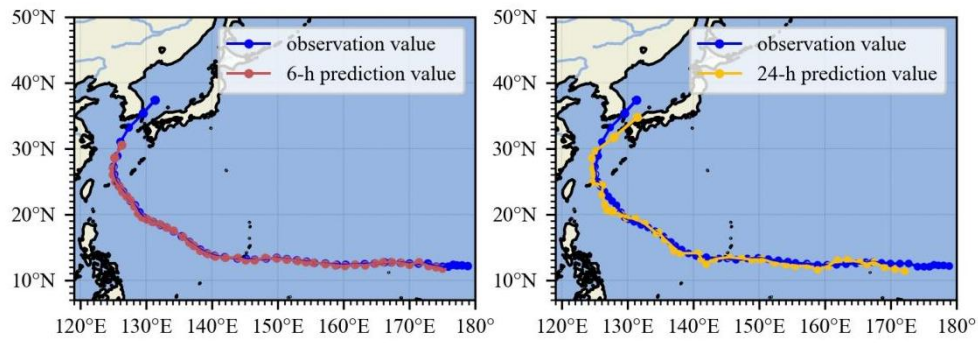 50°N
40°N
30°N
20°N
10°N
120°E 130°E 140°E 150°E 160°E 170°E 180°
observation value
6-h prediction value
50°N
40°N
30°N
20°N
10°N
120°E 130°E 140°E 150°E 160°E 170°E 180°
observation value
24-h prediction value